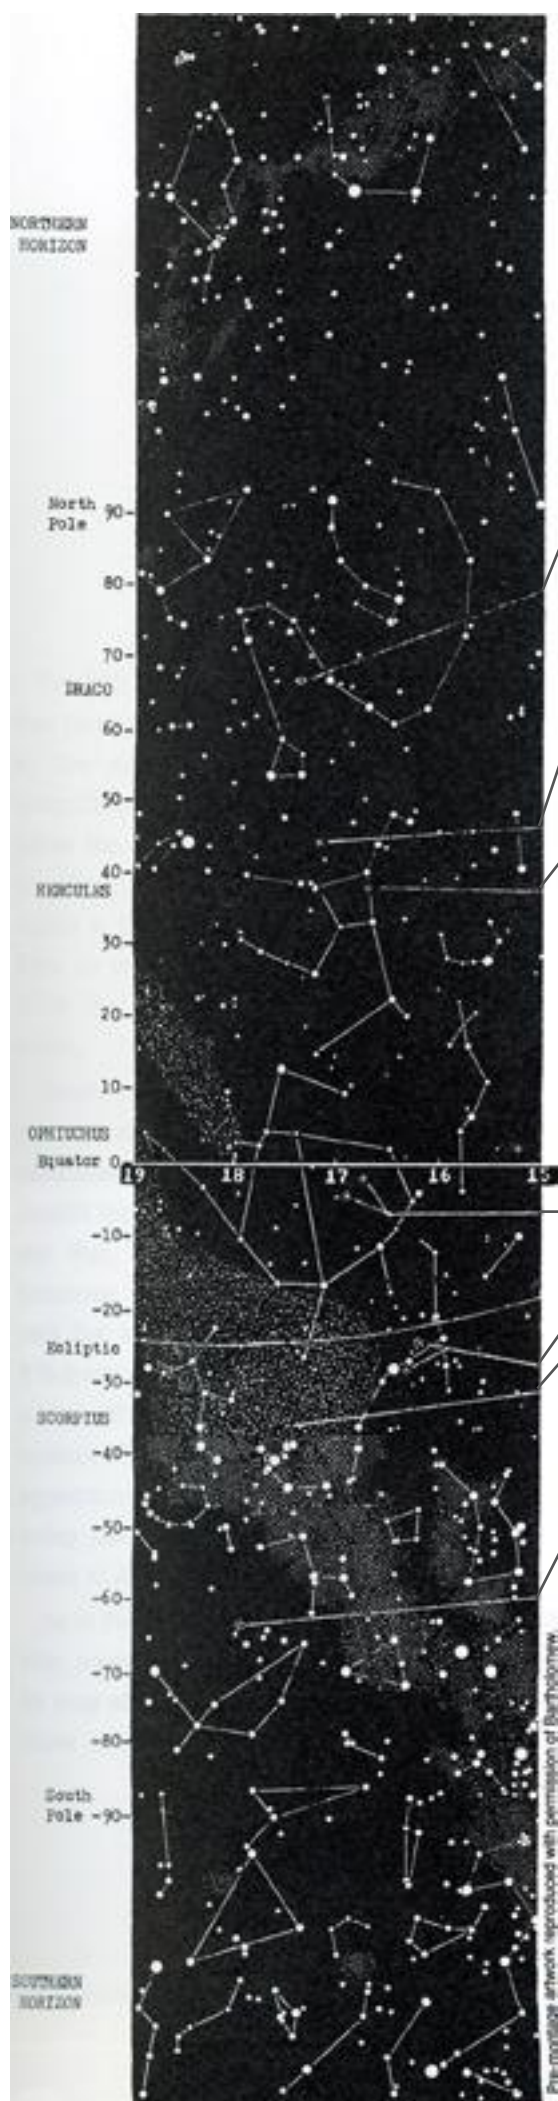 NORTHERN
HORIZON
North
Pole 90-
80-
70-
DRACO
60-
50-
40-
HERCULES
30-
20-
10-
OPHIUCHUS
Equator 0
19 18 17 16 15
-10-
-20-
Ecliptic
-30-
SCORPIUS
-40-
-50-
-60-
-70-
-80-
South
Pole -90-
SOUTHERN
HORIZON
Pre-montage artwork reproduced with permission of Bartholomew.